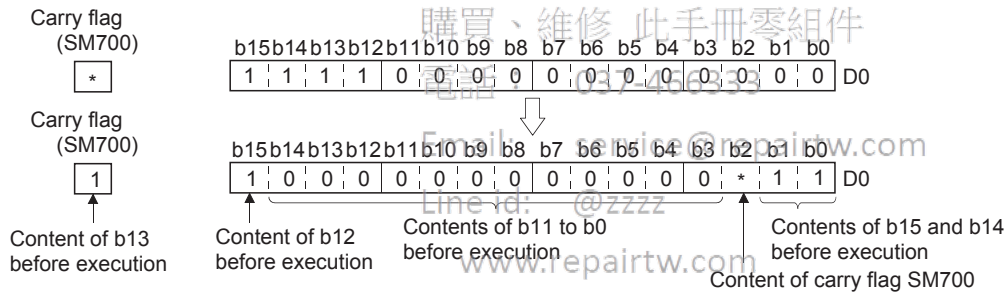 購買、維修 此手冊零組件
Carry flag
(SM700)
b15 b14 b13 b12 b11 b10 b9 b8 b7 b6 b5 b4 b3 b2 b1 b0
* 1 1 1 1 0 0 0 0 0 0 0 0 0 0 0 0 D0
電話: 037-466333
Carry flag
(SM700)
Email: service@repairtw.com
b15 b14 b13 b12 b11 b10 b9 b8 b7 b6 b5 b4 b3 b2 b1 b0
1 1 0 0 0 0 0 0 0 0 0 0 0 0 * 1 1 D0
Line id: @zzzz
Content of b13
before execution
Content of b12
before execution
Contents of b11 to b0
before execution
Contents of b15 and b14
before execution
www.repairtw.com
Content of carry flag SM700